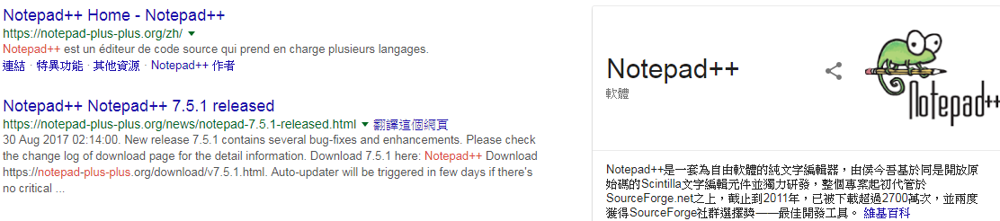 Notepad++ Home - Notepad++
https://notepad-plus-plus.org/zh/
Notepad++ est un éditeur de code source qui prend en charge plusieurs langages.
連結 · 特異功能 · 其他資源 · Notepad++ 作者
Notepad++ Notepad++ 7.5.1 released
https://notepad-plus-plus.org/news/notepad-7.5.1-released.html 翻譯這個網頁
30 Aug 2017 02:14:00. New release 7.5.1 contains several bug-fixes and enhancements. Please check
the change log of download page for the detail information. Download 7.5.1 here: Notepad++ Download
https://notepad-plus-plus.org/download/v7.5.1.html. Auto-updater will be triggered in few days if there's
no critical ...
Notepad++
軟體
Notepad++
Notepad++是一套為自由軟體的純文字編輯器，由侯今吾基於同是開放原
始碼的Scintilla文字編輯元件並獨力研發，整個專案起初代管於
SourceForge.net之上，截止到2011年，已被下載超過2700萬次，並兩度
獲得SourceForge社群選擇獎——最佳開發工具。 維基百科